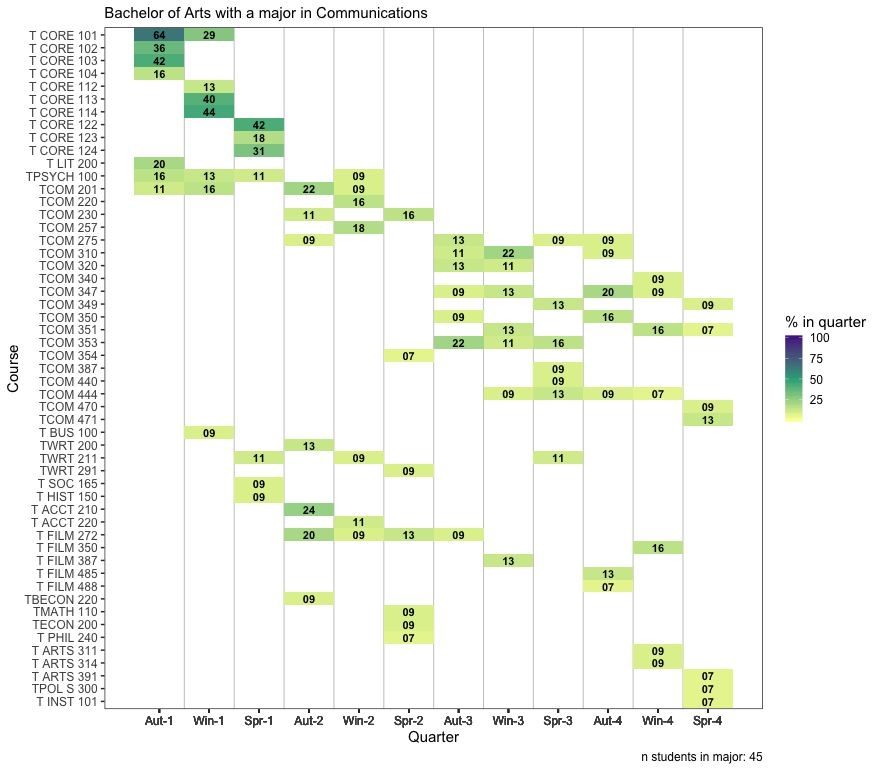 Bachelor of Arts with a major in Communications
T CORE 101 64 29
T CORE 102 36
T CORE 103 42
T CORE 104 16
T CORE 112 13
T CORE 113 40
T CORE 114 44
T CORE 122 42
T CORE 123 18
T CORE 124 31
T LIT 200 20
TPSYCH 100 16 13 11 09
TCOM 201 11 16 22 09
TCOM 220 16
TCOM 230 11 16
TCOM 257 18
TCOM 275 09 13 09 09
TCOM 310 11 22 09
TCOM 320 13 11
TCOM 340 09
TCOM 347 09 13 20 09
TCOM 349 13 09
TCOM 350 09 16
TCOM 351 13 16 07
TCOM 353 22 11 16
TCOM 354 07
TCOM 387 09
TCOM 440 09
TCOM 444 09 13 09 07
TCOM 470 09
TCOM 471 13
T BUS 100 09
TWRT 200 13
TWRT 211 11 09 11
TWRT 291 09
T SOC 165 09
T HIST 150 09
T ACCT 210 24
T ACCT 220 11
T FILM 272 20 09 13 09
T FILM 350 16
T FILM 387 13
T FILM 485 13
T FILM 488 07
TBECON 220 09
TMATH 110 09
TECON 200 09
T PHIL 240 07
T ARTS 311 09
T ARTS 314 09
T ARTS 391 07
TPOL S 300 07
T INST 101 07
Aut-1 Win-1 Spr-1 Aut-2 Win-2 Spr-2 Aut-3 Win-3 Spr-3 Aut-4 Win-4 Spr-4
Quarter
Course
% in quarter
100
75
50
25
n students in major: 45